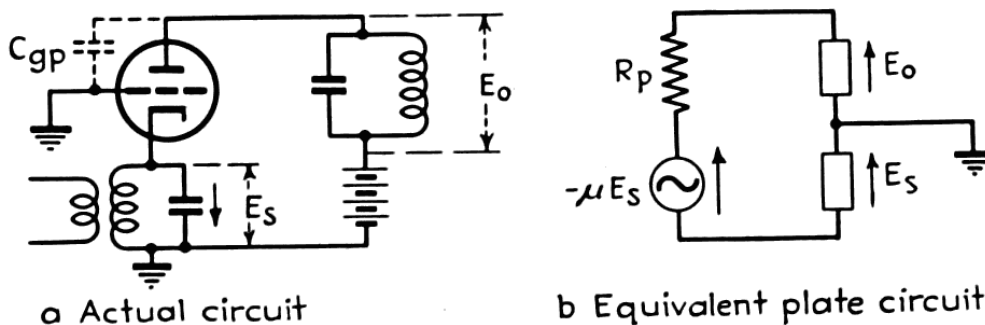 Cgp
Eo
Es
a Actual circuit
Rp
-μEs
Eo
Es
b Equivalent plate circuit